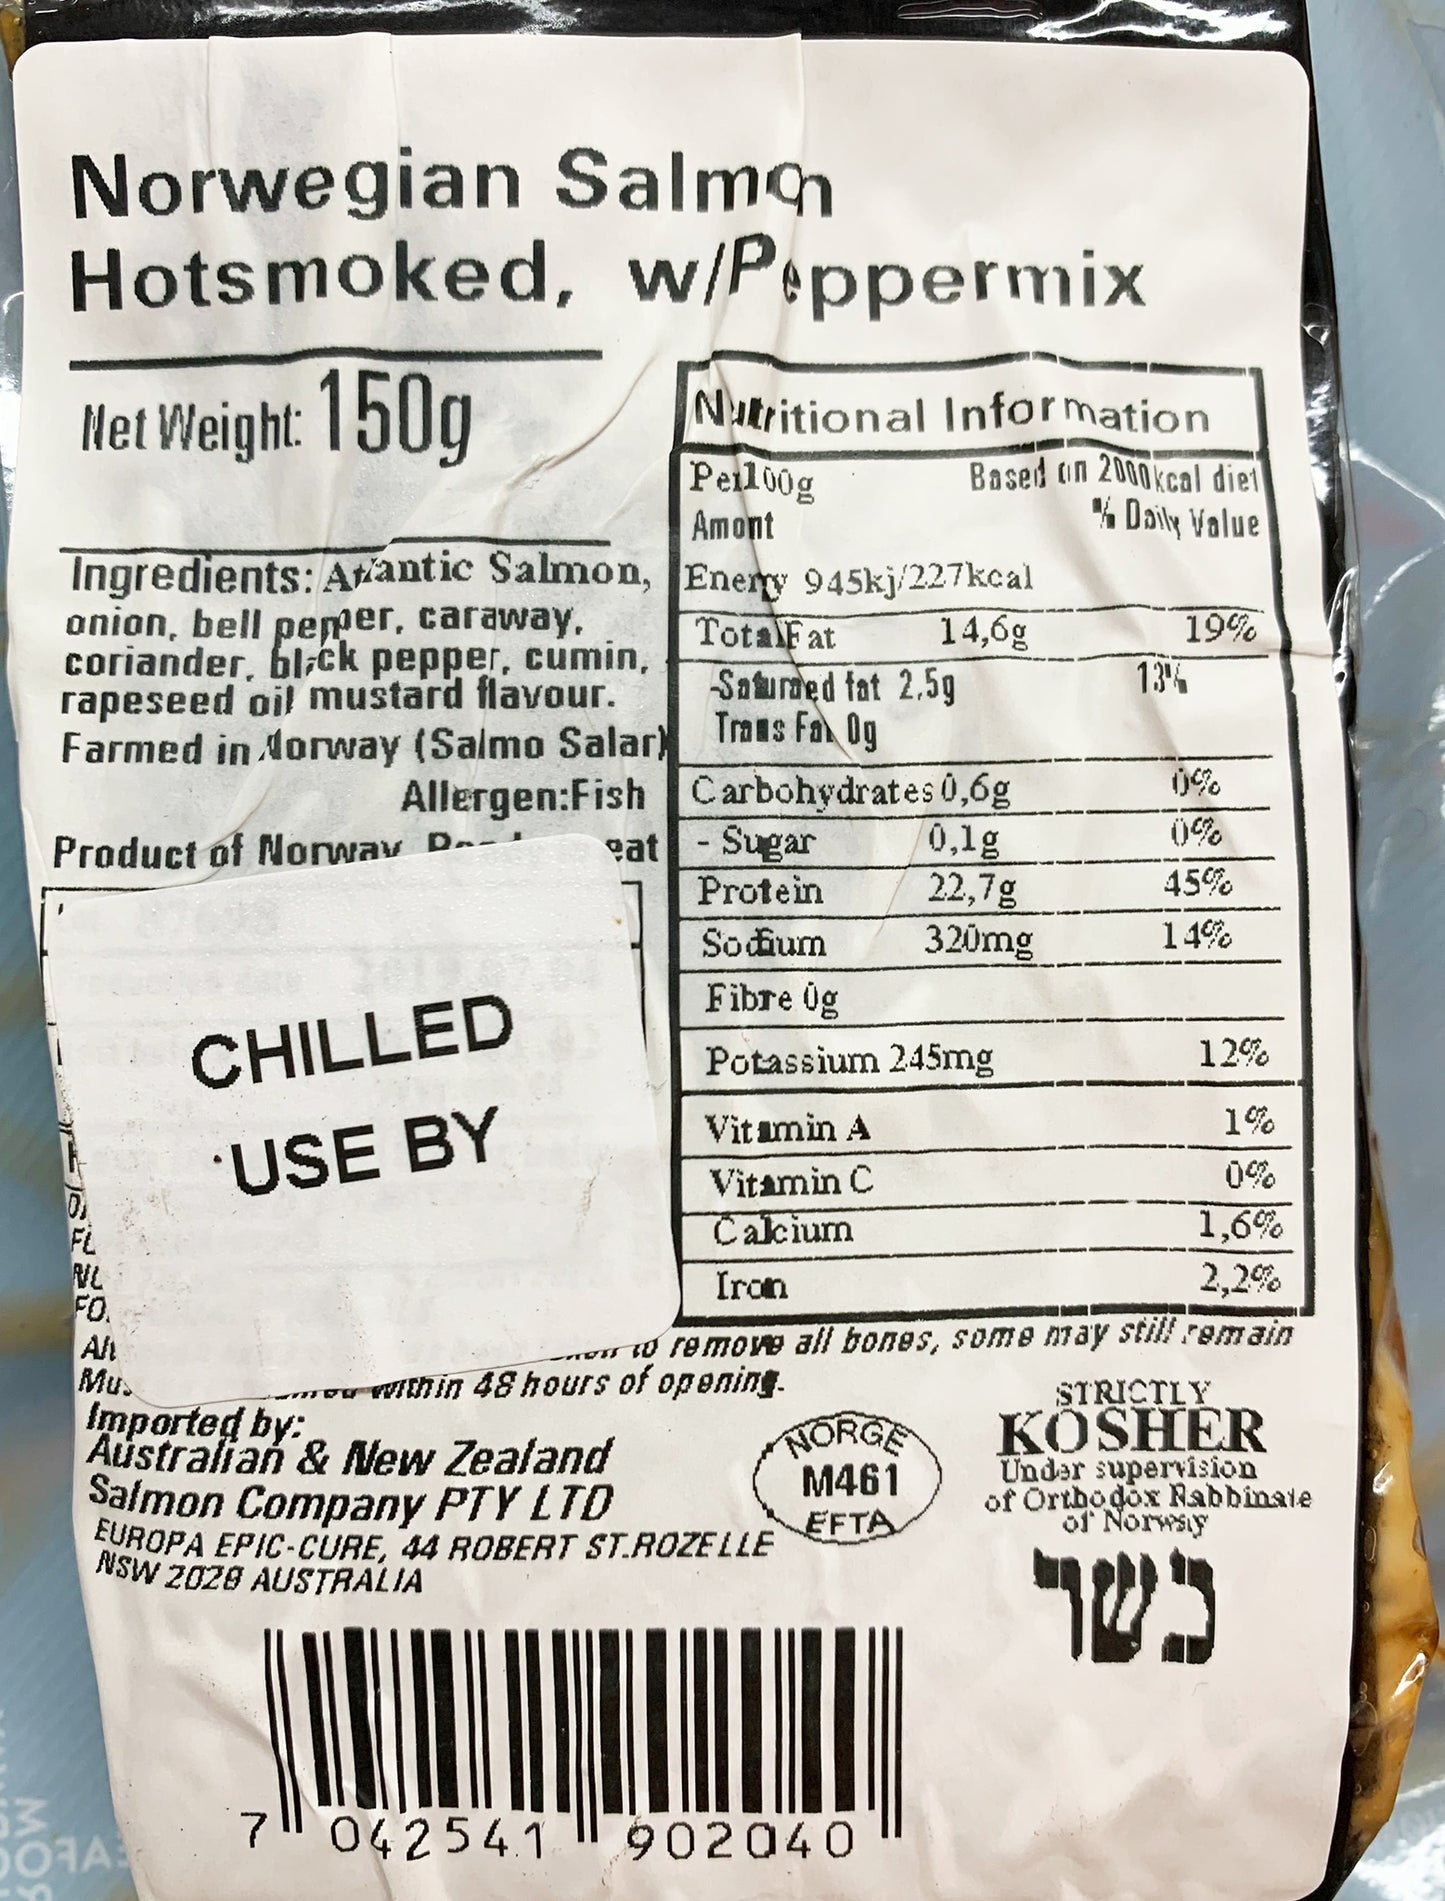 Norwegian Salmon
Hotsmoked, w/Peppermix
Net Weight: 150g
Ingredients: Atlantic Salmon,
onion, bell pepper, caraway,
coriander, black pepper, cumin,
rapeseed oil mustard flavour.
Farmed in Norway (Salmo Salar)
Allergen:Fish
Product of Norway eat
Nutritional Information
Per100g Based on 2000kcal diet
Amont % Daily Value
Energy 945kj/227kcal
Total Fat 14,6g 19%
-Saturated fat 2,5g 13%
Trans Fat 0g
Carbohydrates 0,6g 0%
- Sugar 0,1g 0%
Protein 22,7g 45%
Sodium 320mg 14%
Fibre 0g
Potassium 245mg 12%
Vitamin A 1%
Vitamin C 0%
Calcium 1,6%
Iron 2,2%
CHILLED
USE BY
to remove all bones, some may still remain
within 48 hours of opening.
Imported by:
Australian & New Zealand
Salmon Company PTY LTD
EUROPA EPIC-CURE, 44 ROBERT ST.ROZELLE
NSW 2028 AUSTRALIA
NORGE
M461
EFTA
STRICTLY
KOSHER
Under supervision
of Orthodox Rabbinate
of Norway
כשר
7 042541 902040